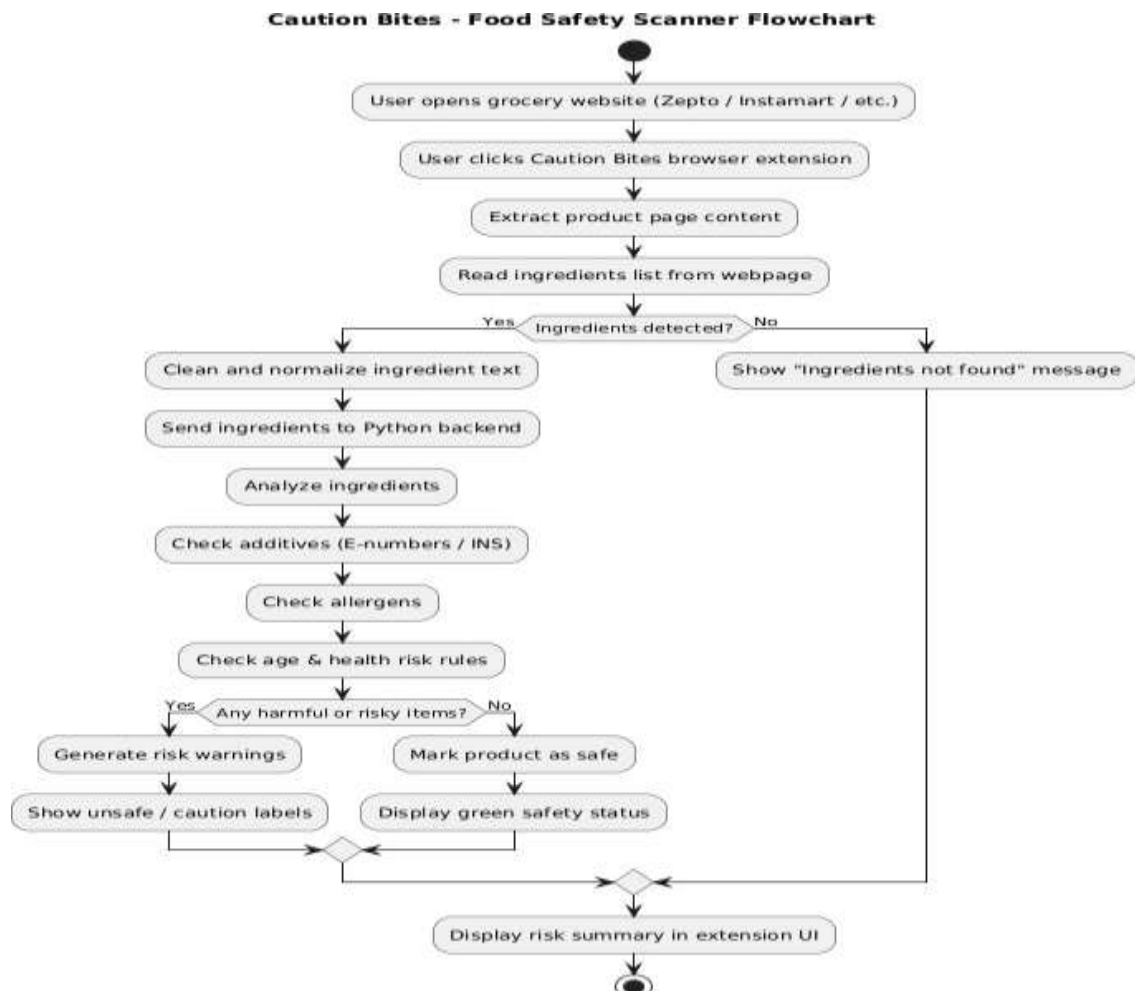 Caution Bites - Food Safety Scanner Flowchart
User opens grocery website (Zepto / Instamart / etc.)
User clicks Caution Bites browser extension
Extract product page content
Read ingredients list from webpage
Yes
Ingredients detected?
No
Clean and normalize ingredient text
Show "Ingredients not found" message
Send ingredients to Python backend
Analyze ingredients
Check additives (E-numbers / INS)
Check allergens
Check age & health risk rules
Yes
Any harmful or risky items?
No
Generate risk warnings
Mark product as safe
Show unsafe / caution labels
Display green safety status
Display risk summary in extension UI